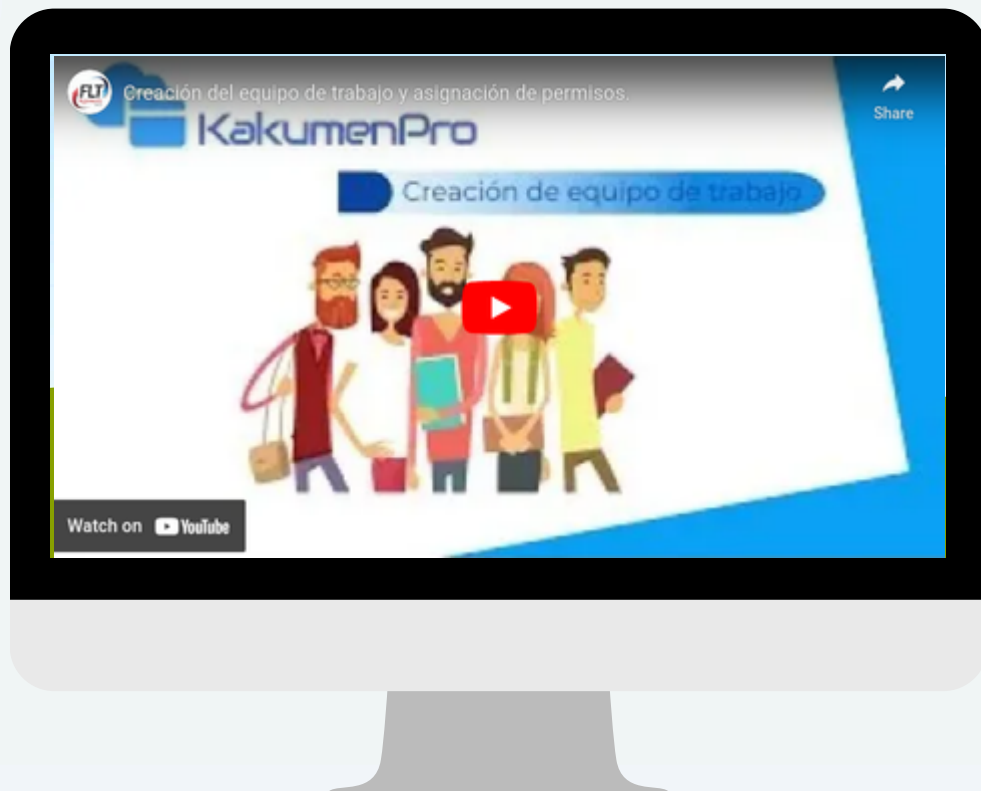 FLT
Creación del equipo de trabajo y asignación de permisos.
Share
KakumenPro
Creación de equipo de trabajo
Watch on YouTube